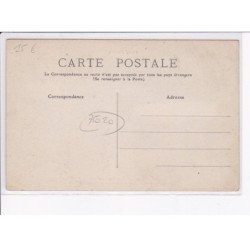 15 €
CARTE POSTALE
La Correspondance au recto n'est pas acceptée par tous les pays étrangers
(Se renseigner à la Poste)
Correspondance
Adresse